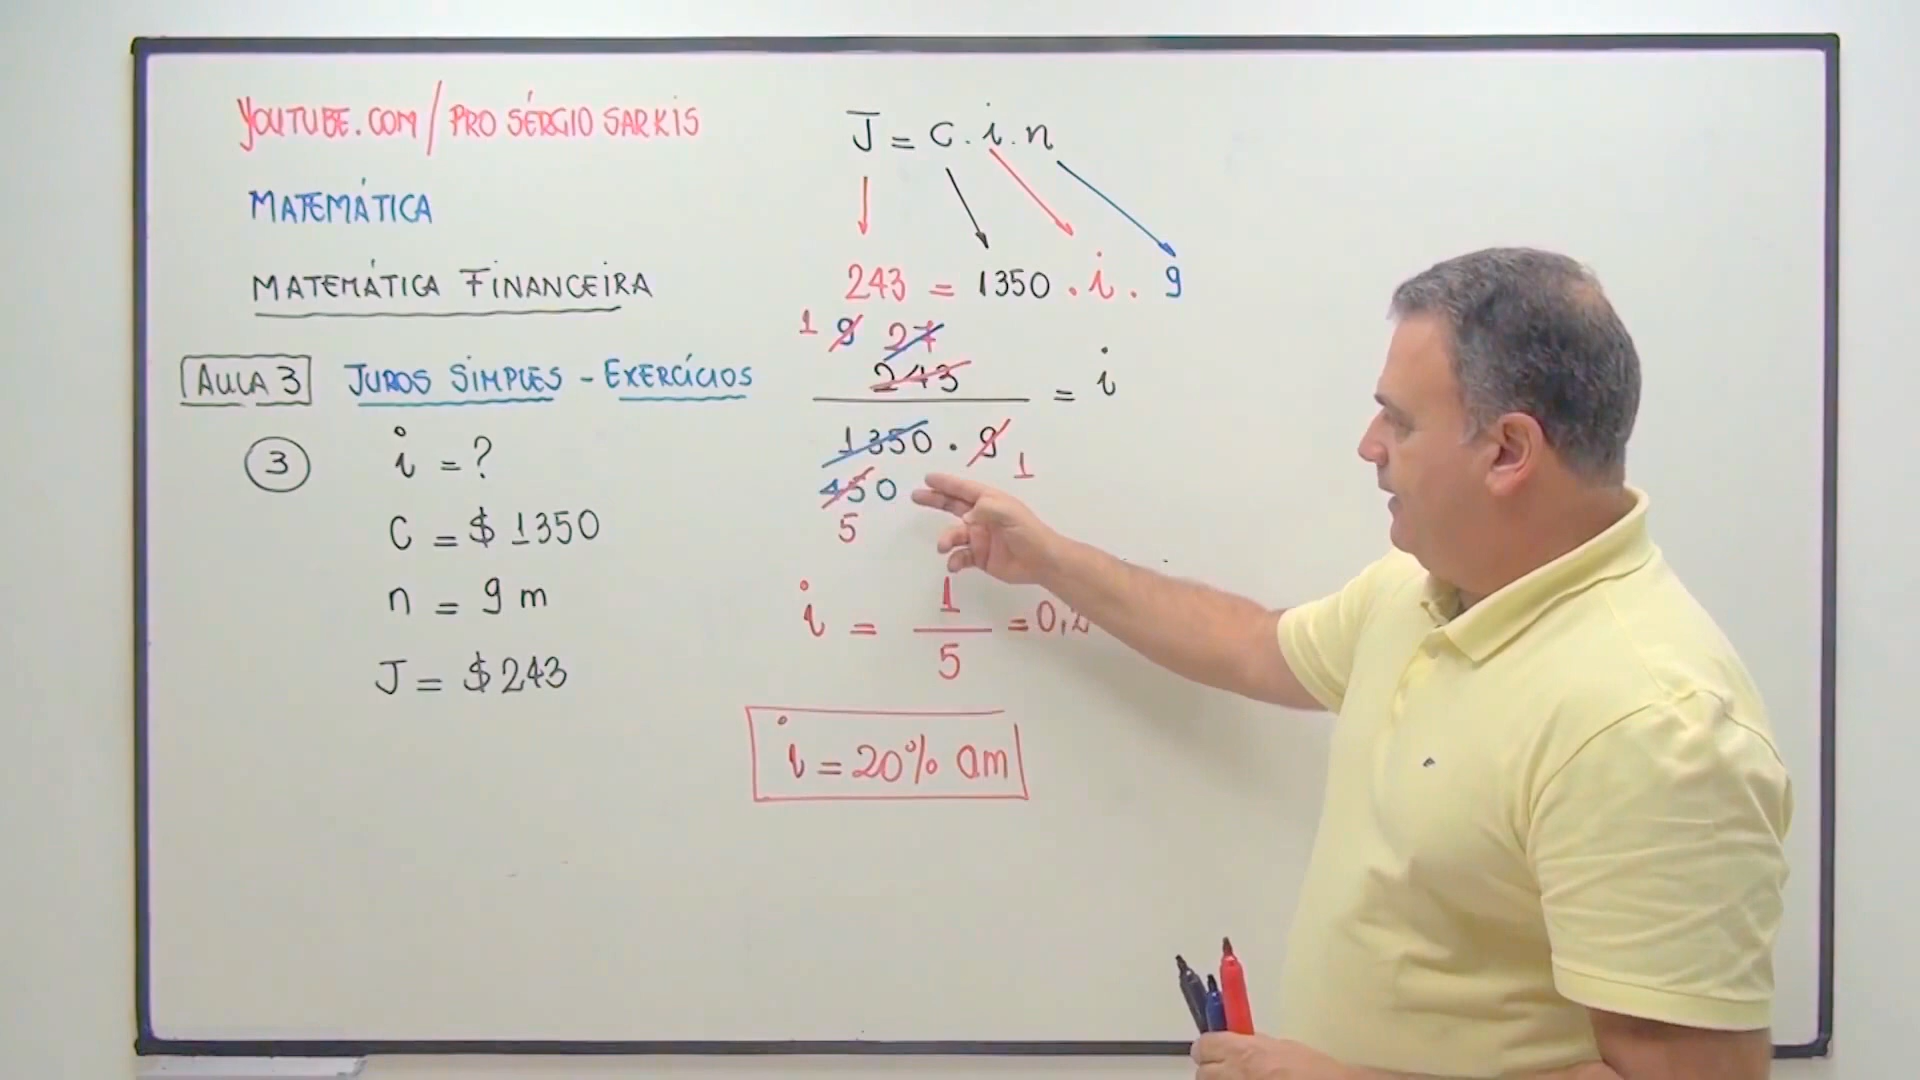 YOUTUBE.COM/PRO SÉRGIO SARKIS
MATEMÁTICA
MATEMÁTICA FINANCEIRA
AULA 3 JUROS SIMPLES - EXERCÍCIOS
3 i = ?
C = $ 1350
n = 9 m
J = $ 243
J = C . i . n
243 = 1350 . i . 9
1 9 27
243 = i
1350 . 9 1
450
5
i = 1/5 = 0,2
i = 20% am